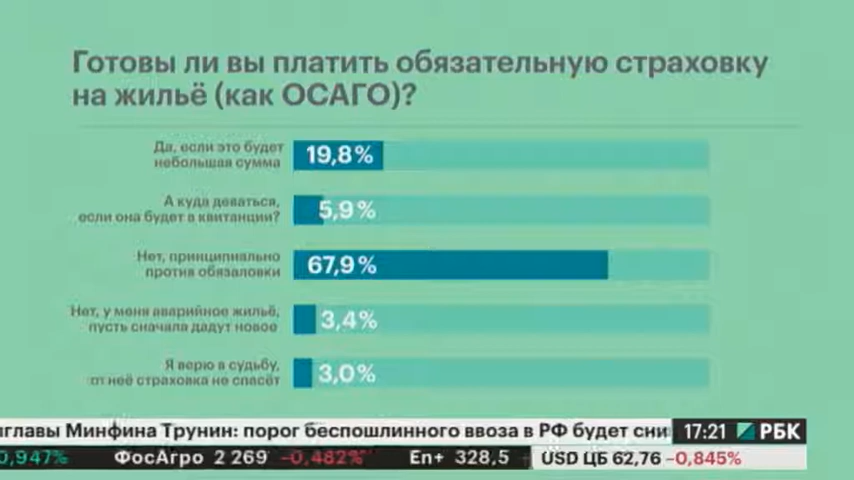 Готовы ли вы платить обязательную страховку
на жильё (как ОСАГО)?
Да, если это будет
небольшая сумма
19,8%
А куда деваться,
если она будет в квитанции?
5,9%
Нет, принципиально
против обязаловки
67,9%
Нет, у меня аварийное жильё,
пусть сначала дадут новое
3,4%
Я верю в судьбу,
от неё страховка не спасёт
3,0%
главы Минфина Трунин: порог беспошлинного ввоза в РФ будет сни
17:21 РБК
0,947% ФосАгро 2 269 -0,482% En+ 328,5 USD ЦБ 62,76 -0,845%